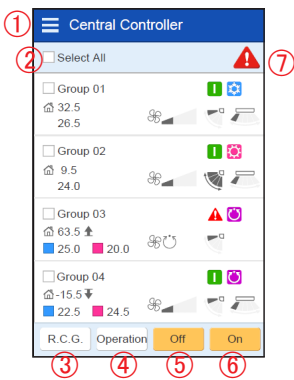 ① Central Controller
② Select All ⑦
Group 01
32.5
26.5
Group 02
9.5
24.0
Group 03
63.5
25.0 20.0
Group 04
-15.5
22.5 24.5
R.C.G. Operation Off On
③ ④ ⑤ ⑥